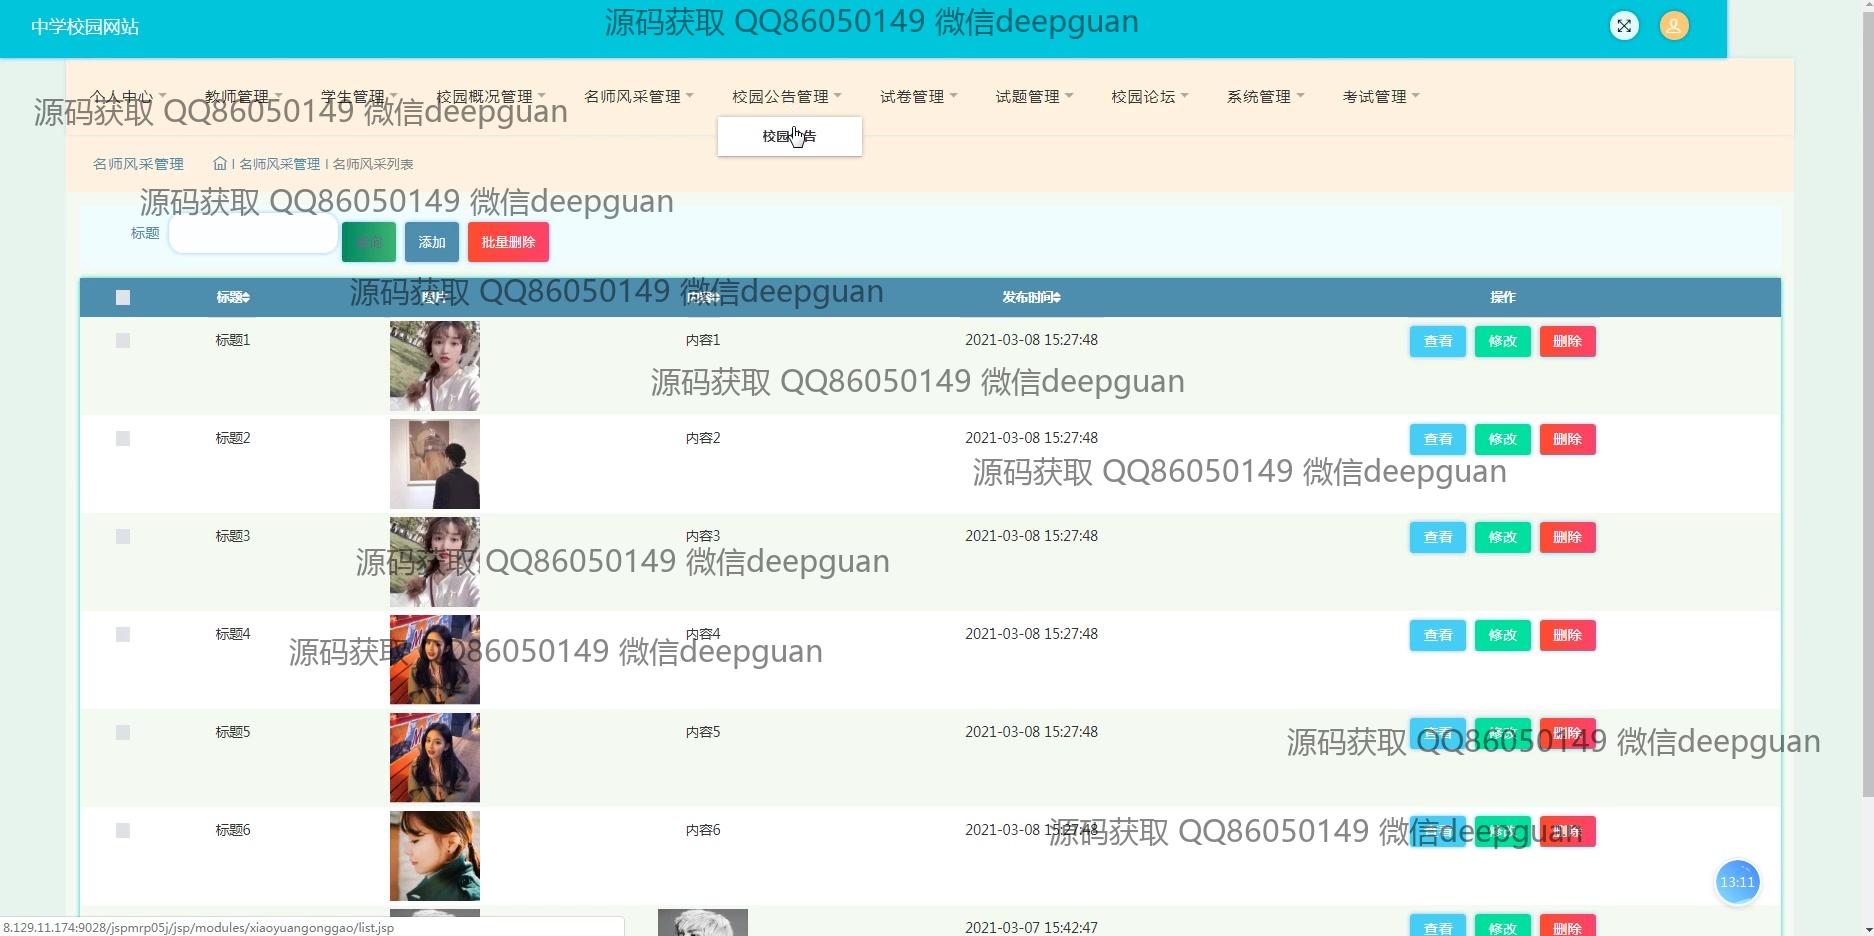 中学校园网站
源码获取 QQ86050149 微信deepguan
个人中心 教师管理 学生管理 校园概况管理 名师风采管理 校园公告管理 试卷管理 试题管理 校园论坛 系统管理 考试管理
源码获取 QQ86050149 微信deepguan
校园公告
名师风采管理 | 名师风采管理 | 名师风采列表
源码获取 QQ86050149 微信deepguan
标题 查询 添加 批量删除
标题 图片 内容 发布时间 操作
源码获取 QQ86050149 微信deepguan
标题1 内容1 2021-03-08 15:27:48 查看 修改 删除
源码获取 QQ86050149 微信deepguan
标题2 内容2 2021-03-08 15:27:48 查看 修改 删除
源码获取 QQ86050149 微信deepguan
标题3 内容3 2021-03-08 15:27:48 查看 修改 删除
源码获取 QQ86050149 微信deepguan
标题4 内容4 2021-03-08 15:27:48 查看 修改 删除
源码获取 QQ86050149 微信deepguan
标题5 内容5 2021-03-08 15:27:48 查看 修改 删除
源码获取 QQ86050149 微信deepguan
标题6 内容6 2021-03-08 15:27:48 查看 修改 删除
源码获取 QQ86050149 微信deepguan
13:11
2021-03-07 15:42:47 查看 修改 删除
8.129.11.174:9028/jspmrp05j/jsp/modules/xiaoyuangonggao/list.jsp